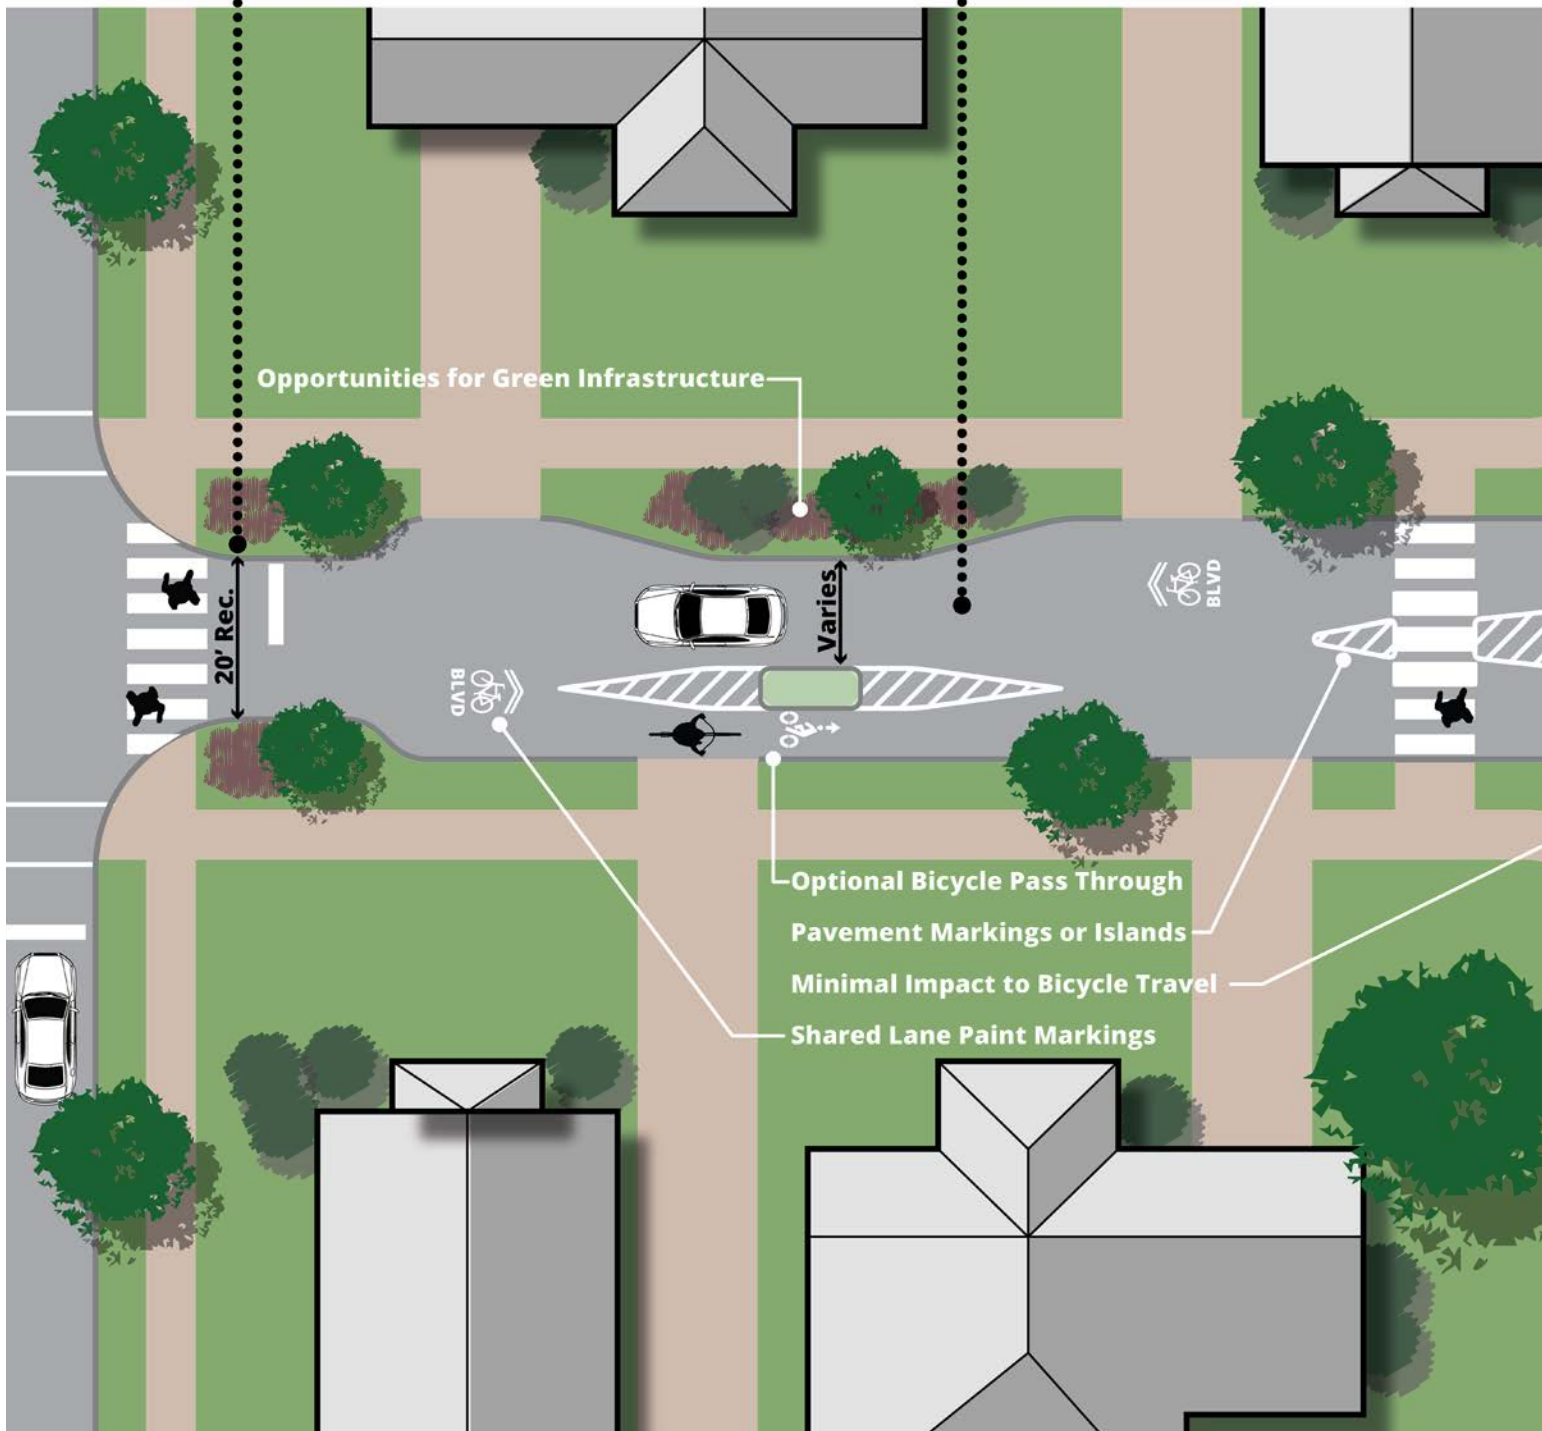 Opportunities for Green Infrastructure
20' Rec.
Varies
BLVD
BLVD
Optional Bicycle Pass Through
Pavement Markings or Islands
Minimal Impact to Bicycle Travel
Shared Lane Paint Markings